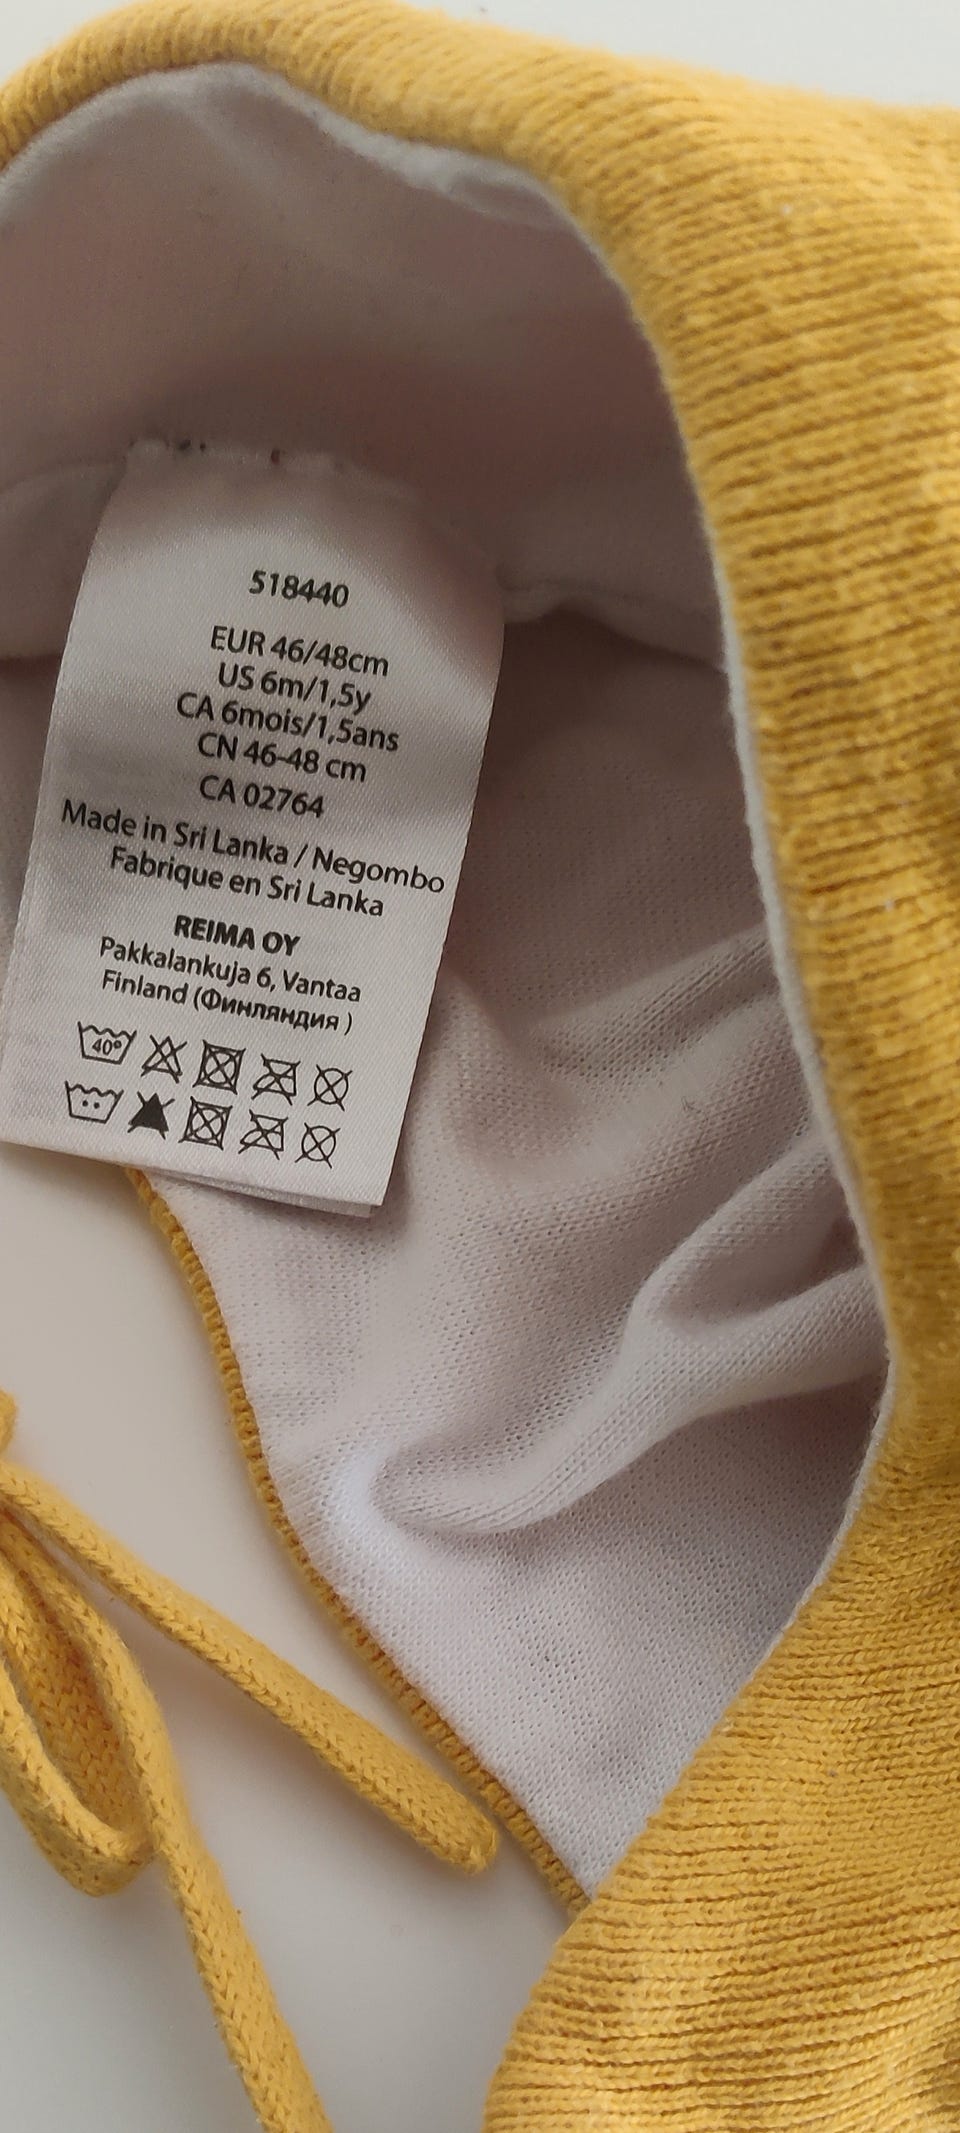 518440
EUR 46/48cm
US 6m/1,5y
CA 6mois/1,5ans
CN 46-48 cm
CA 02764
Made in Sri Lanka / Negombo
Fabrique en Sri Lanka
REIMA OY
Pakkalankuja 6, Vantaa
Finland (Финляндия )
40°